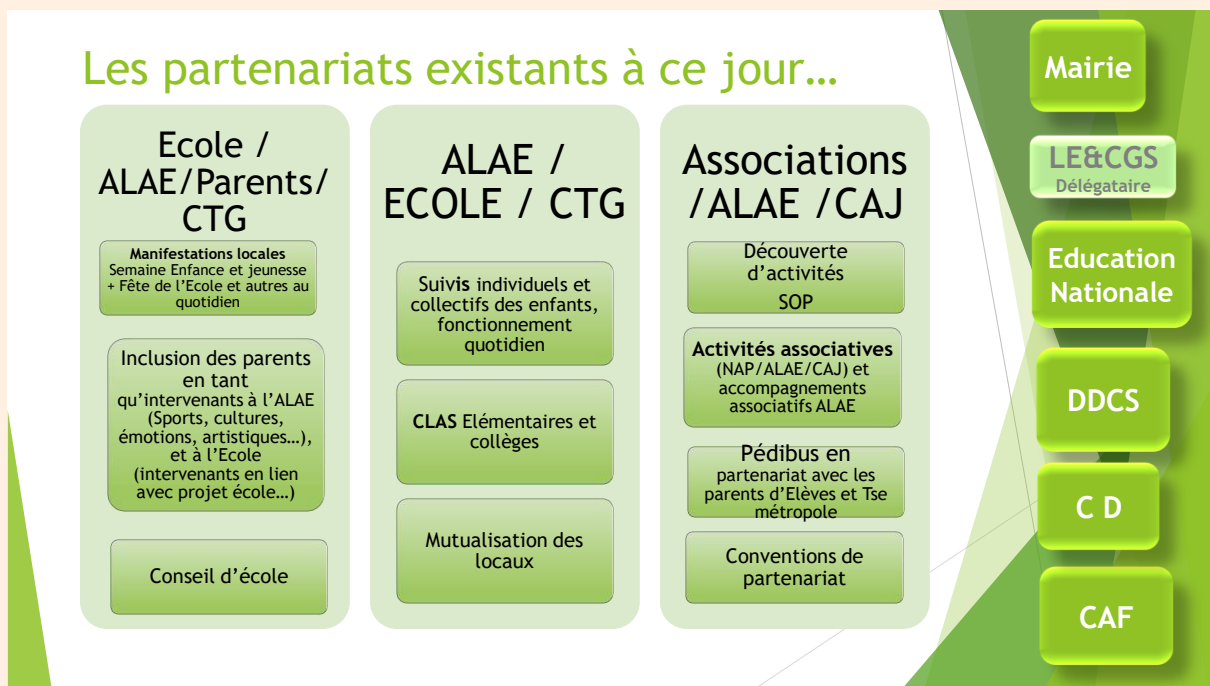 Les partenariats existants à ce jour…
Ecole /
ALAE/Parents/
CTG
Manifestations locales
Semaine Enfance et jeunesse
+ Fête de l’Ecole et autres au
quotidien
Inclusion des parents
en tant
qu’intervenants à l’ALAE
(Sports, cultures,
émotions, artistiques…),
et à l’Ecole
(intervenants en lien
avec projet école…)
Conseil d’école
ALAE /
ECOLE / CTG
Suivis individuels et
collectifs des enfants,
fonctionnement
quotidien
CLAS Elémentaires et
collèges
Mutualisation des
locaux
Associations
/ALAE /CAJ
Découverte
d’activités
SOP
Activités associatives
(NAP/ALAE/CAJ) et
accompagnements
associatifs ALAE
Pédibus en
partenariat avec les
parents d’Elèves et Tse
métropole
Conventions de
partenariat
Mairie
LE&CGS
Délégataire
Education
Nationale
DDCS
C D
CAF